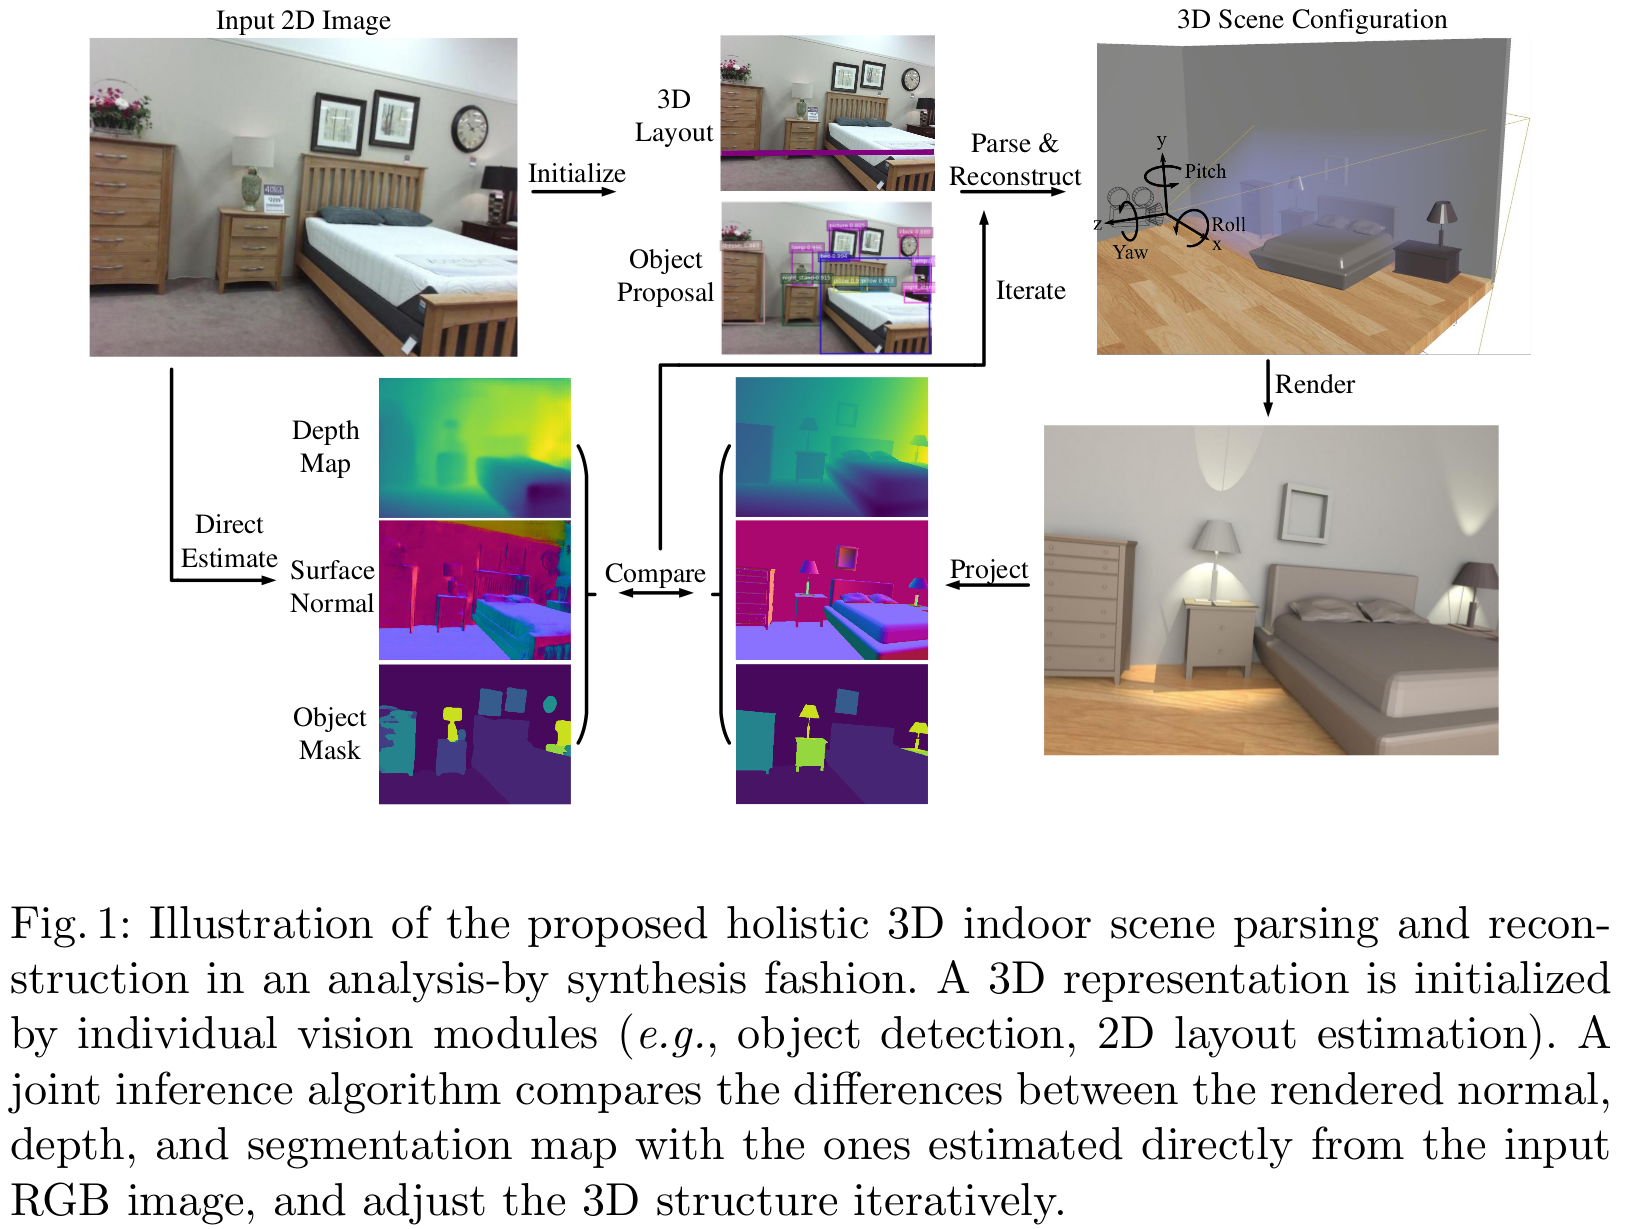 Input 2D Image
3D Scene Configuration
3D
Layout
Initialize
Parse &
Reconstruct
y
Pitch
z
Roll
x
Yaw
Object
Proposal
Iterate
Render
Depth
Map
Direct
Estimate
Surface
Normal
Compare
Project
Object
Mask
Fig. 1: Illustration of the proposed holistic 3D indoor scene parsing and recon-
struction in an analysis-by synthesis fashion. A 3D representation is initialized
by individual vision modules (e.g., object detection, 2D layout estimation). A
joint inference algorithm compares the differences between the rendered normal,
depth, and segmentation map with the ones estimated directly from the input
RGB image, and adjust the 3D structure iteratively.